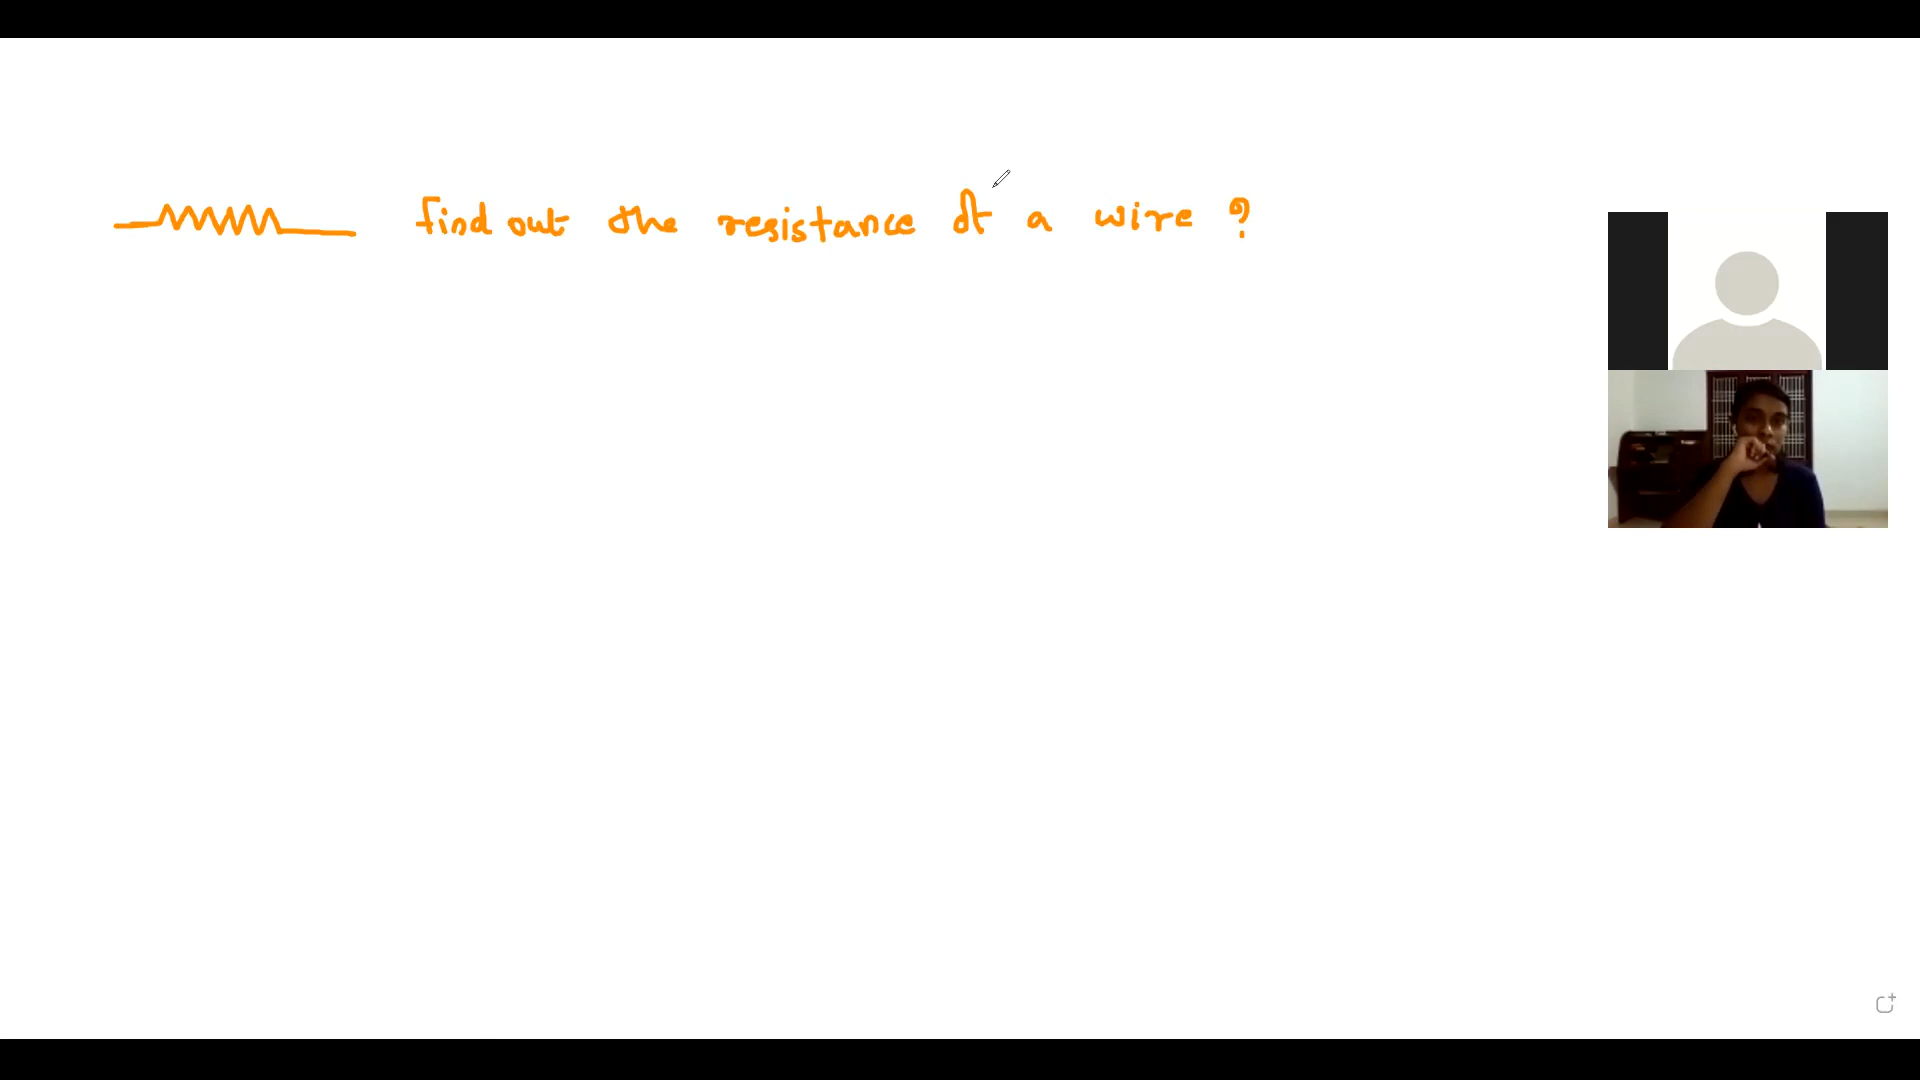 find out the resistance of a wire ?